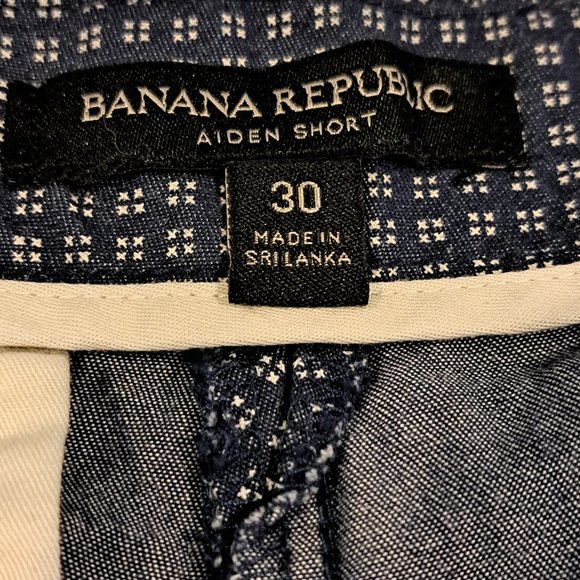 BANANA REPUBLIC
AIDEN SHORT
30
MADE IN
SRI LANKA